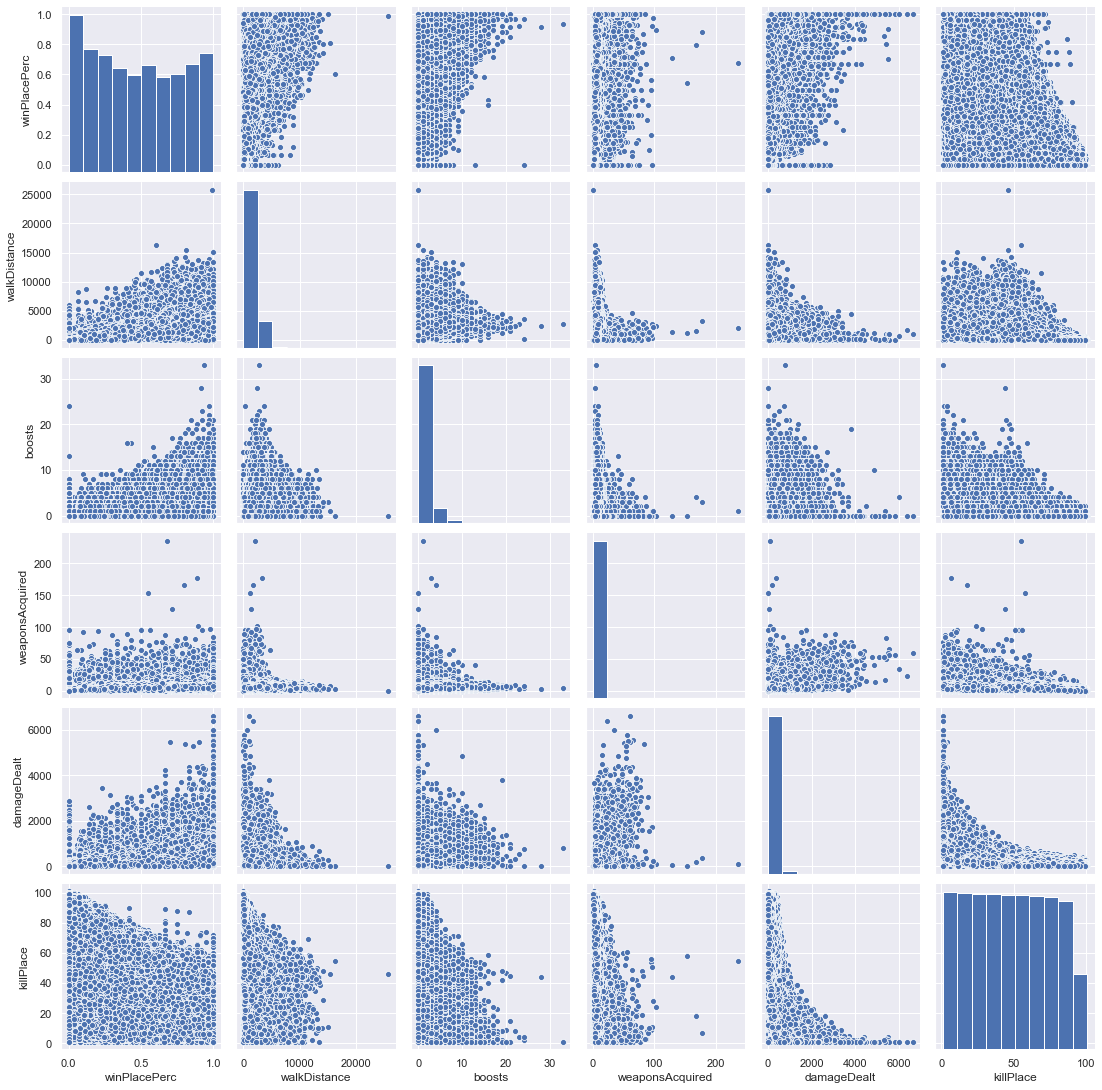 1.0
0.8
0.6
0.4
0.2
0.0
winPlacePerc
25000
20000
15000
10000
5000
0
walkDistance
30
20
10
0
boosts
200
150
100
50
0
weaponsAcquired
6000
4000
2000
0
damageDealt
100
80
60
40
20
0
killPlace
0.0 0.5 1.0
winPlacePerc
0 10000 20000
walkDistance
0 10 20 30
boosts
0 100 200
weaponsAcquired
0 2000 4000 6000
damageDealt
0 50 100
killPlace